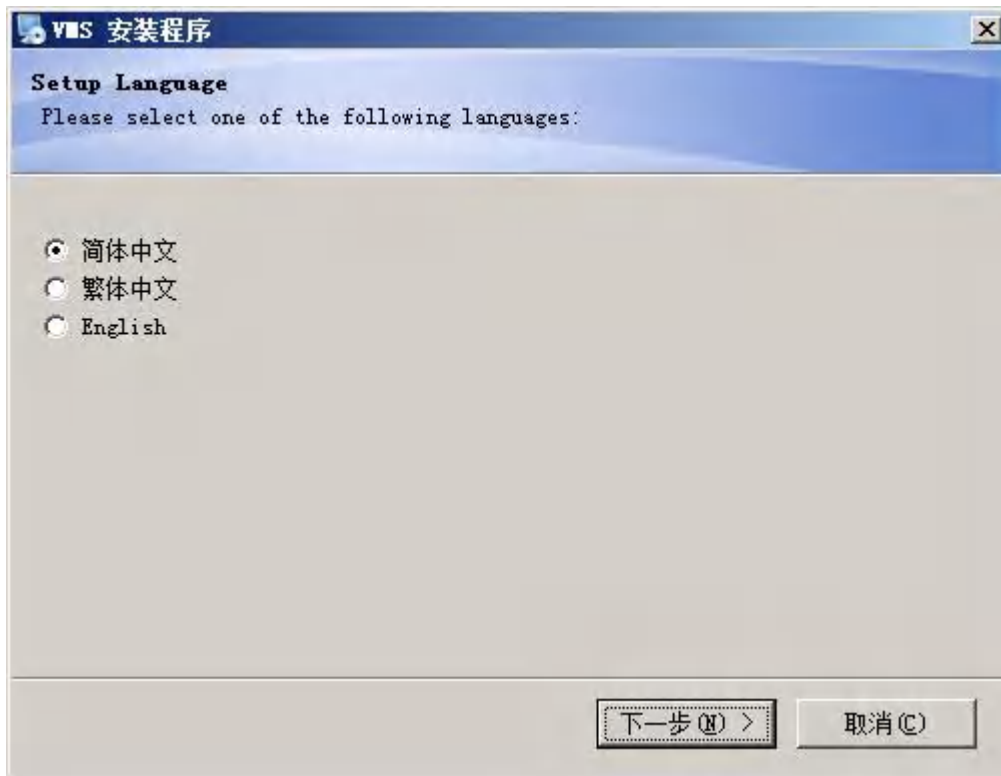 VMS 安装程序
Setup Language
Please select one of the following languages:
简体中文
繁体中文
English
下一步(N) > 取消(C)